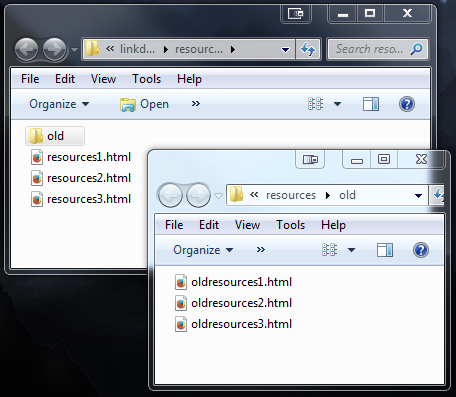 « linkd... ▸ resourc... ▸ Search reso...
File Edit View Tools Help
Organize Open »
old
resources1.html
resources2.html
resources3.html
« resources ▸ old
File Edit View Tools Help
Organize »
oldresources1.html
oldresources2.html
oldresources3.html